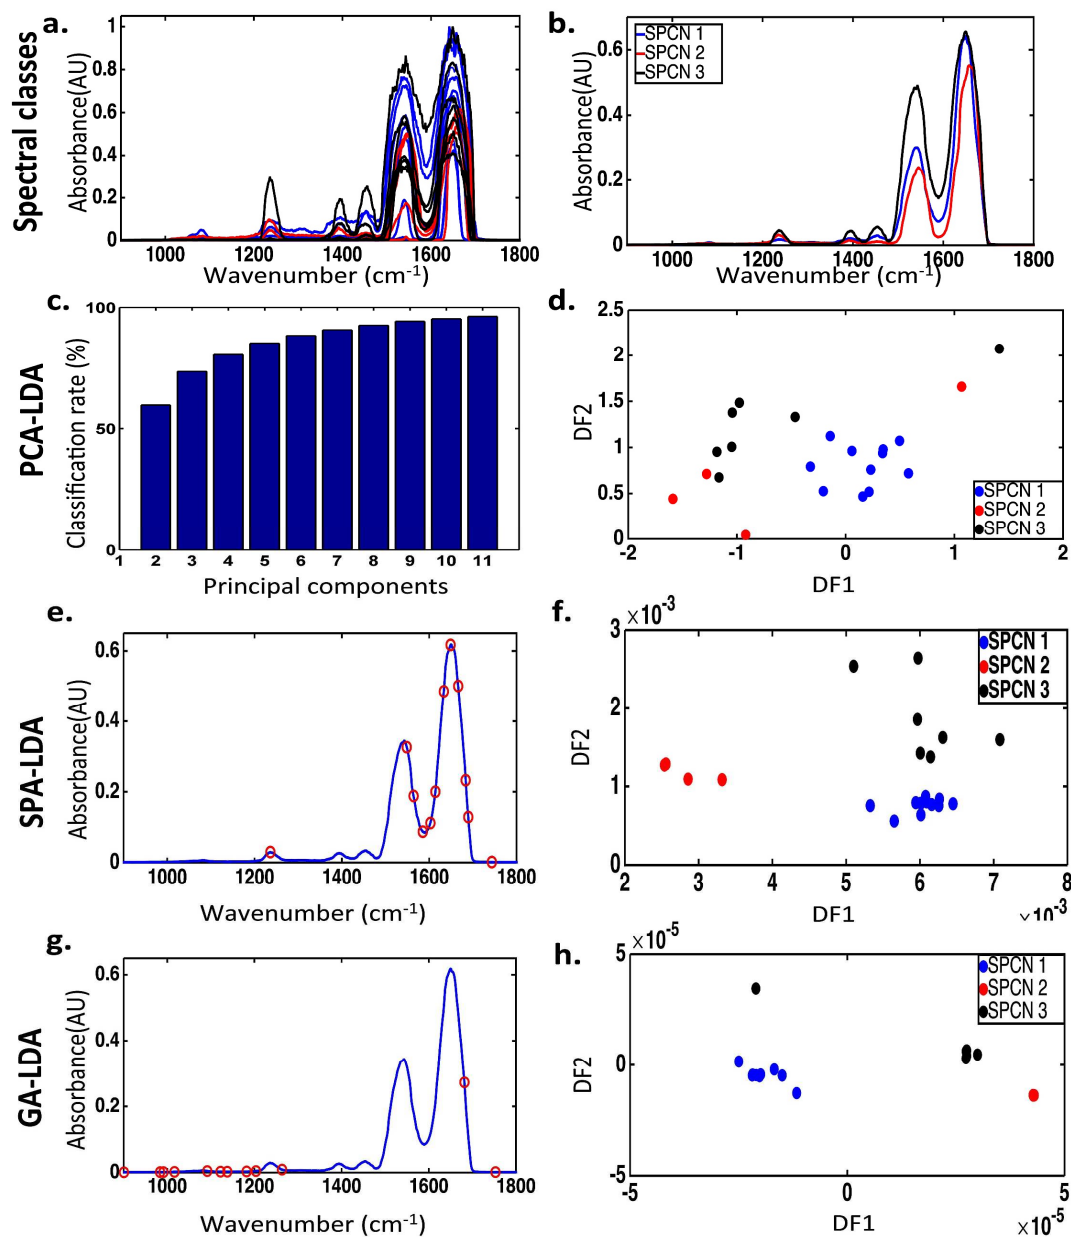 Spectral classes
a.
Absorbance(AU)
1
0.8
0.6
0.4
0.2
0
1000 1200 1400 1600 1800
Wavenumber (cm-1)
b.
Absorbance(AU)
0.6
0.4
0.2
0
SPCN 1
SPCN 2
SPCN 3
1000 1200 1400 1600 1800
Wavenumber (cm-1)
PCA-LDA
c.
Classification rate (%)
100
50
0
1 2 3 4 5 6 7 8 9 10 11
Principal components
d.
DF2
2.5
2
1.5
1
0.5
0
SPCN 1
SPCN 2
SPCN 3
-2 -1 0 1 2
DF1
SPA-LDA
e.
Absorbance(AU)
0.6
0.4
0.2
0
1000 1200 1400 1600 1800
Wavenumber (cm-1)
f.
×10-3
DF2
3
2
1
0
SPCN 1
SPCN 2
SPCN 3
2 3 4 5 6 7 8
DF1
×10-3
GA-LDA
g.
Absorbance(AU)
0.6
0.4
0.2
0
1000 1200 1400 1600 1800
Wavenumber (cm-1)
h.
×10-5
DF2
5
0
-5
SPCN 1
SPCN 2
SPCN 3
-5 0 5
DF1
×10-5